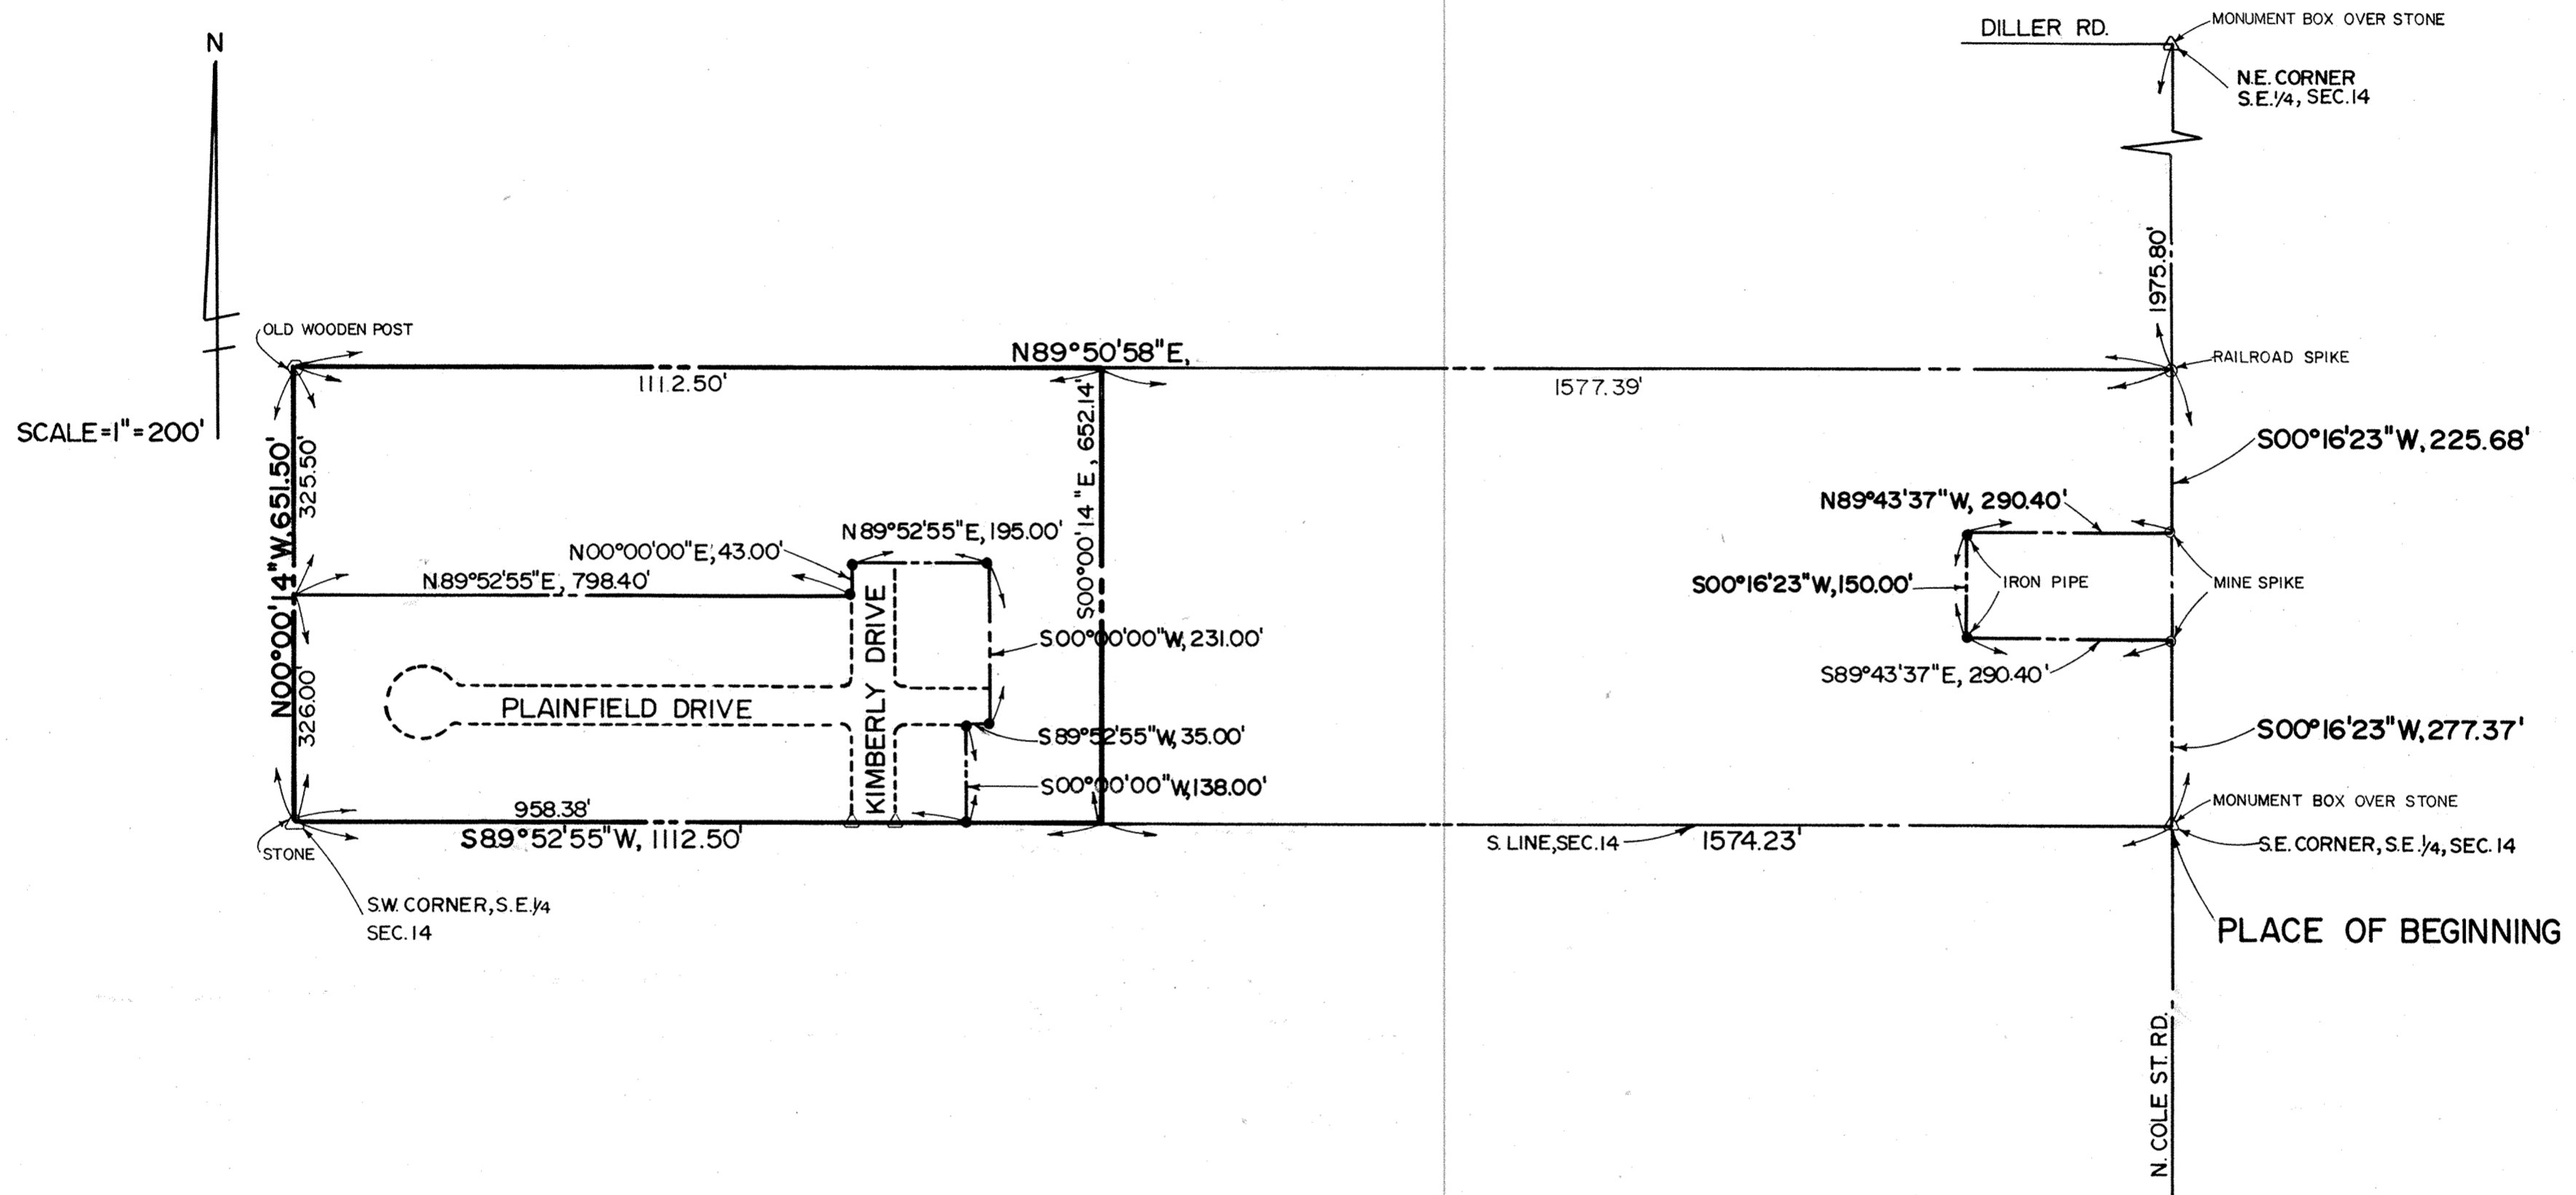 N
DILLER RD.
MONUMENT BOX OVER STONE
N.E. CORNER
S.E. 1/4, SEC. 14
1975.80'
OLD WOODEN POST
N89°50'58"E,
1112.50'
1577.39'
RAILROAD SPIKE
SCALE=1"=200'
N00°00'14"W, 651.50'
325.50'
326.00'
S00°00'14"E, 652.14'
S00°16'23"W, 225.68'
N89°43'37"W, 290.40'
N89°52'55"E, 195.00'
N00°00'00"E, 43.00'
N89°52'55"E, 798.40'
S00°16'23"W, 150.00'
IRON PIPE
MINE SPIKE
KIMBERLY DRIVE
S00°00'00"W, 231.00'
S89°43'37"E, 290.40'
PLAINFIELD DRIVE
S89°52'55"W, 35.00'
S00°16'23"W, 277.37'
S00°00'00"W, 138.00'
MONUMENT BOX OVER STONE
958.38'
S89°52'55"W, 1112.50'
S. LINE, SEC. 14
1574.23'
S.E. CORNER, S.E. 1/4, SEC. 14
STONE
S.W. CORNER, S.E. 1/4
SEC. 14
PLACE OF BEGINNING
N. COLE ST. RD.